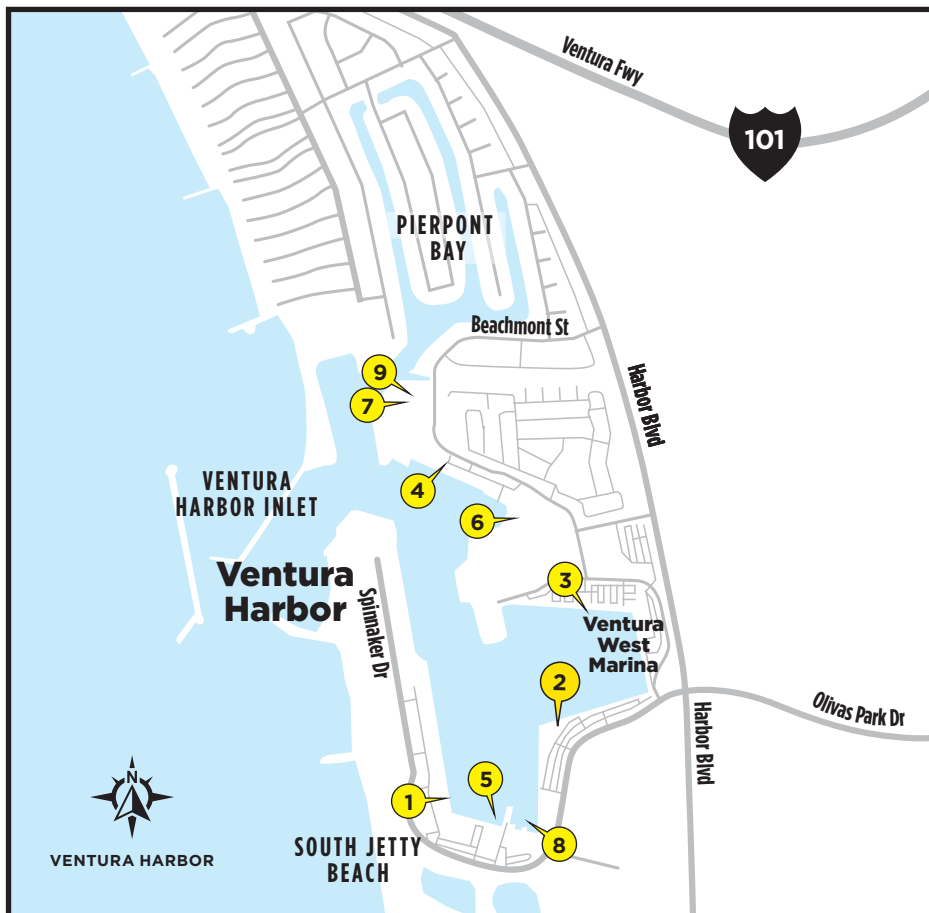 Ventura Fwy
101
PIERPONT
BAY
Beachmont St
9
7
Harbor Blvd
4
VENTURA
HARBOR INLET
6
3
Ventura
Harbor
Spinnaker Dr
Ventura
West
Marina
2
Olivas Park Dr
Harbor Blvd
5
1
8
N
VENTURA HARBOR
SOUTH JETTY
BEACH